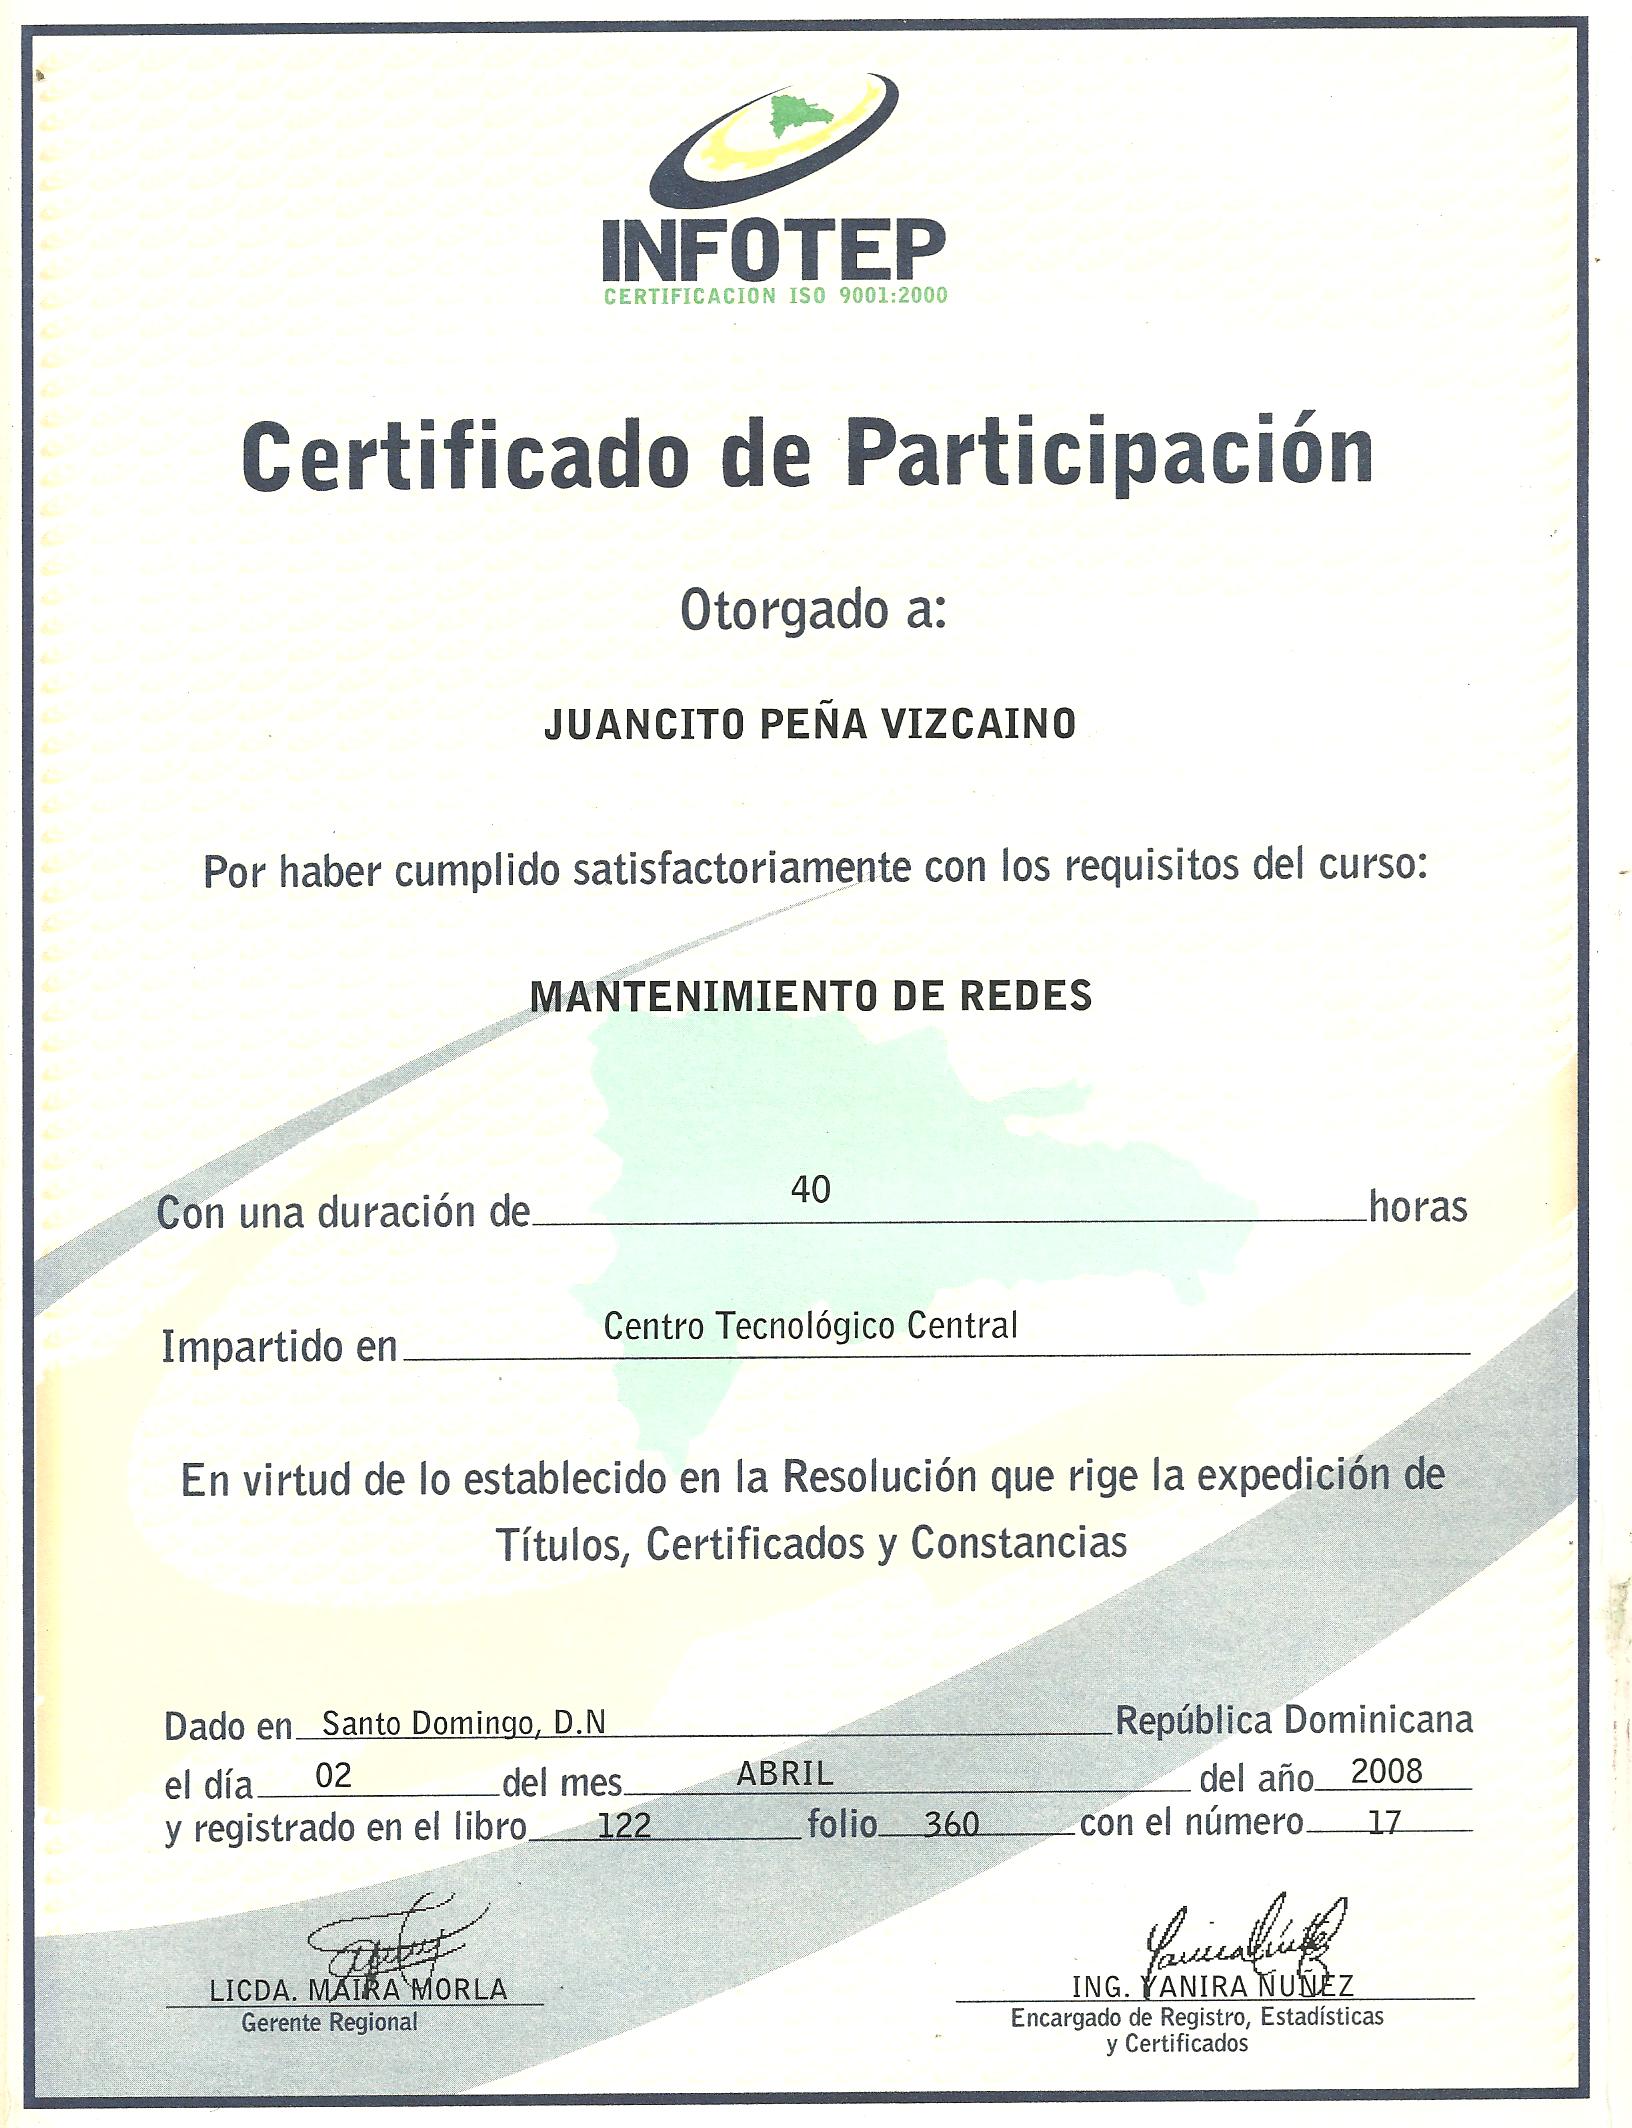 INFOTEP
CERTIFICACION ISO 9001:2000
Certificado de Participación
Otorgado a:
JUANCITO PEÑA VIZCAINO
Por haber cumplido satisfactoriamente con los requisitos del curso:
MANTENIMIENTO DE REDES
Con una duración de 40 horas
Impartido en Centro Tecnológico Central
En virtud de lo establecido en la Resolución que rige la expedición de
Títulos, Certificados y Constancias
Dado en Santo Domingo, D.N República Dominicana
el día 02 del mes ABRIL del año 2008
y registrado en el libro 122 folio 360 con el número 17
LICDA. MAIRA MORLA ING. YANIRA NUÑEZ
Gerente Regional Encargado de Registro, Estadísticas
y Certificados